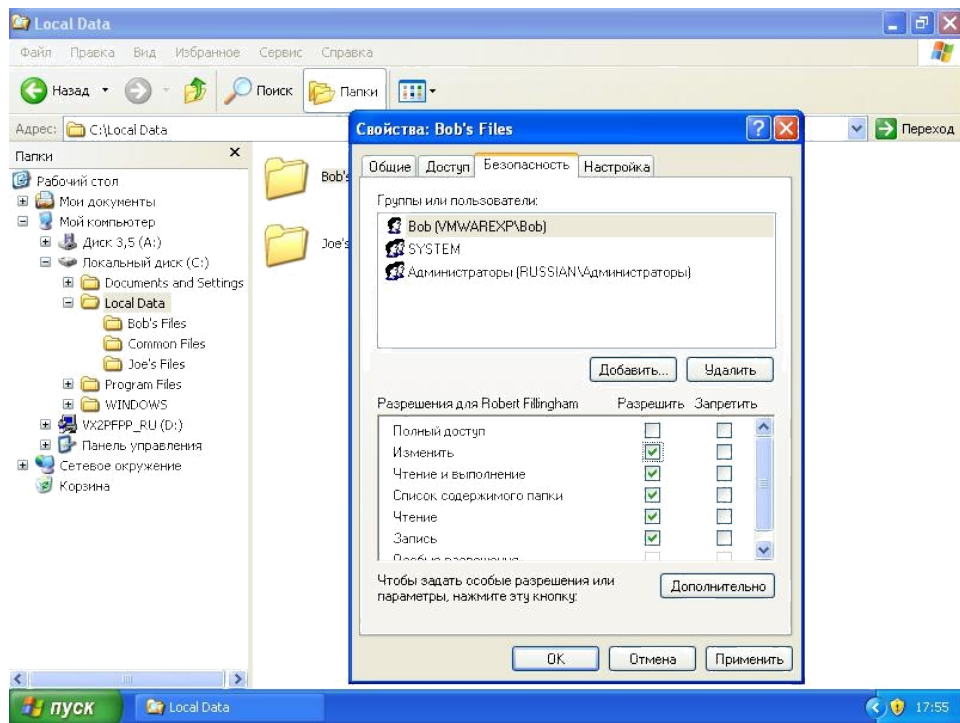 Local Data
Файл Правка Вид Избранное Сервис Справка
Назад Поиск Папки
Адрес: C:\Local Data Переход
Папки
Рабочий стол
Мои документы
Мой компьютер
Диск 3,5 (A:)
Локальный диск (C:)
Documents and Settings
Local Data
Bob's Files
Common Files
Joe's Files
Program Files
WINDOWS
VX2PFPP_RU (D:)
Панель управления
Сетевое окружение
Корзина
Bob's
Joe's
Свойства: Bob's Files
Общие Доступ Безопасность Настройка
Группы или пользователи:
Bob (VMWAREXP\Bob)
SYSTEM
Администраторы (RUSSIAN\Администраторы)
Добавить... Удалить
Разрешения для Robert Fillingham Разрешить Запретить
Полный доступ
Изменить
Чтение и выполнение
Список содержимого папки
Чтение
Запись
Особые разрешения
Чтобы задать особые разрешения или
параметры, нажмите эту кнопку:
Дополнительно
OK Отмена Применить
пуск Local Data 17:55